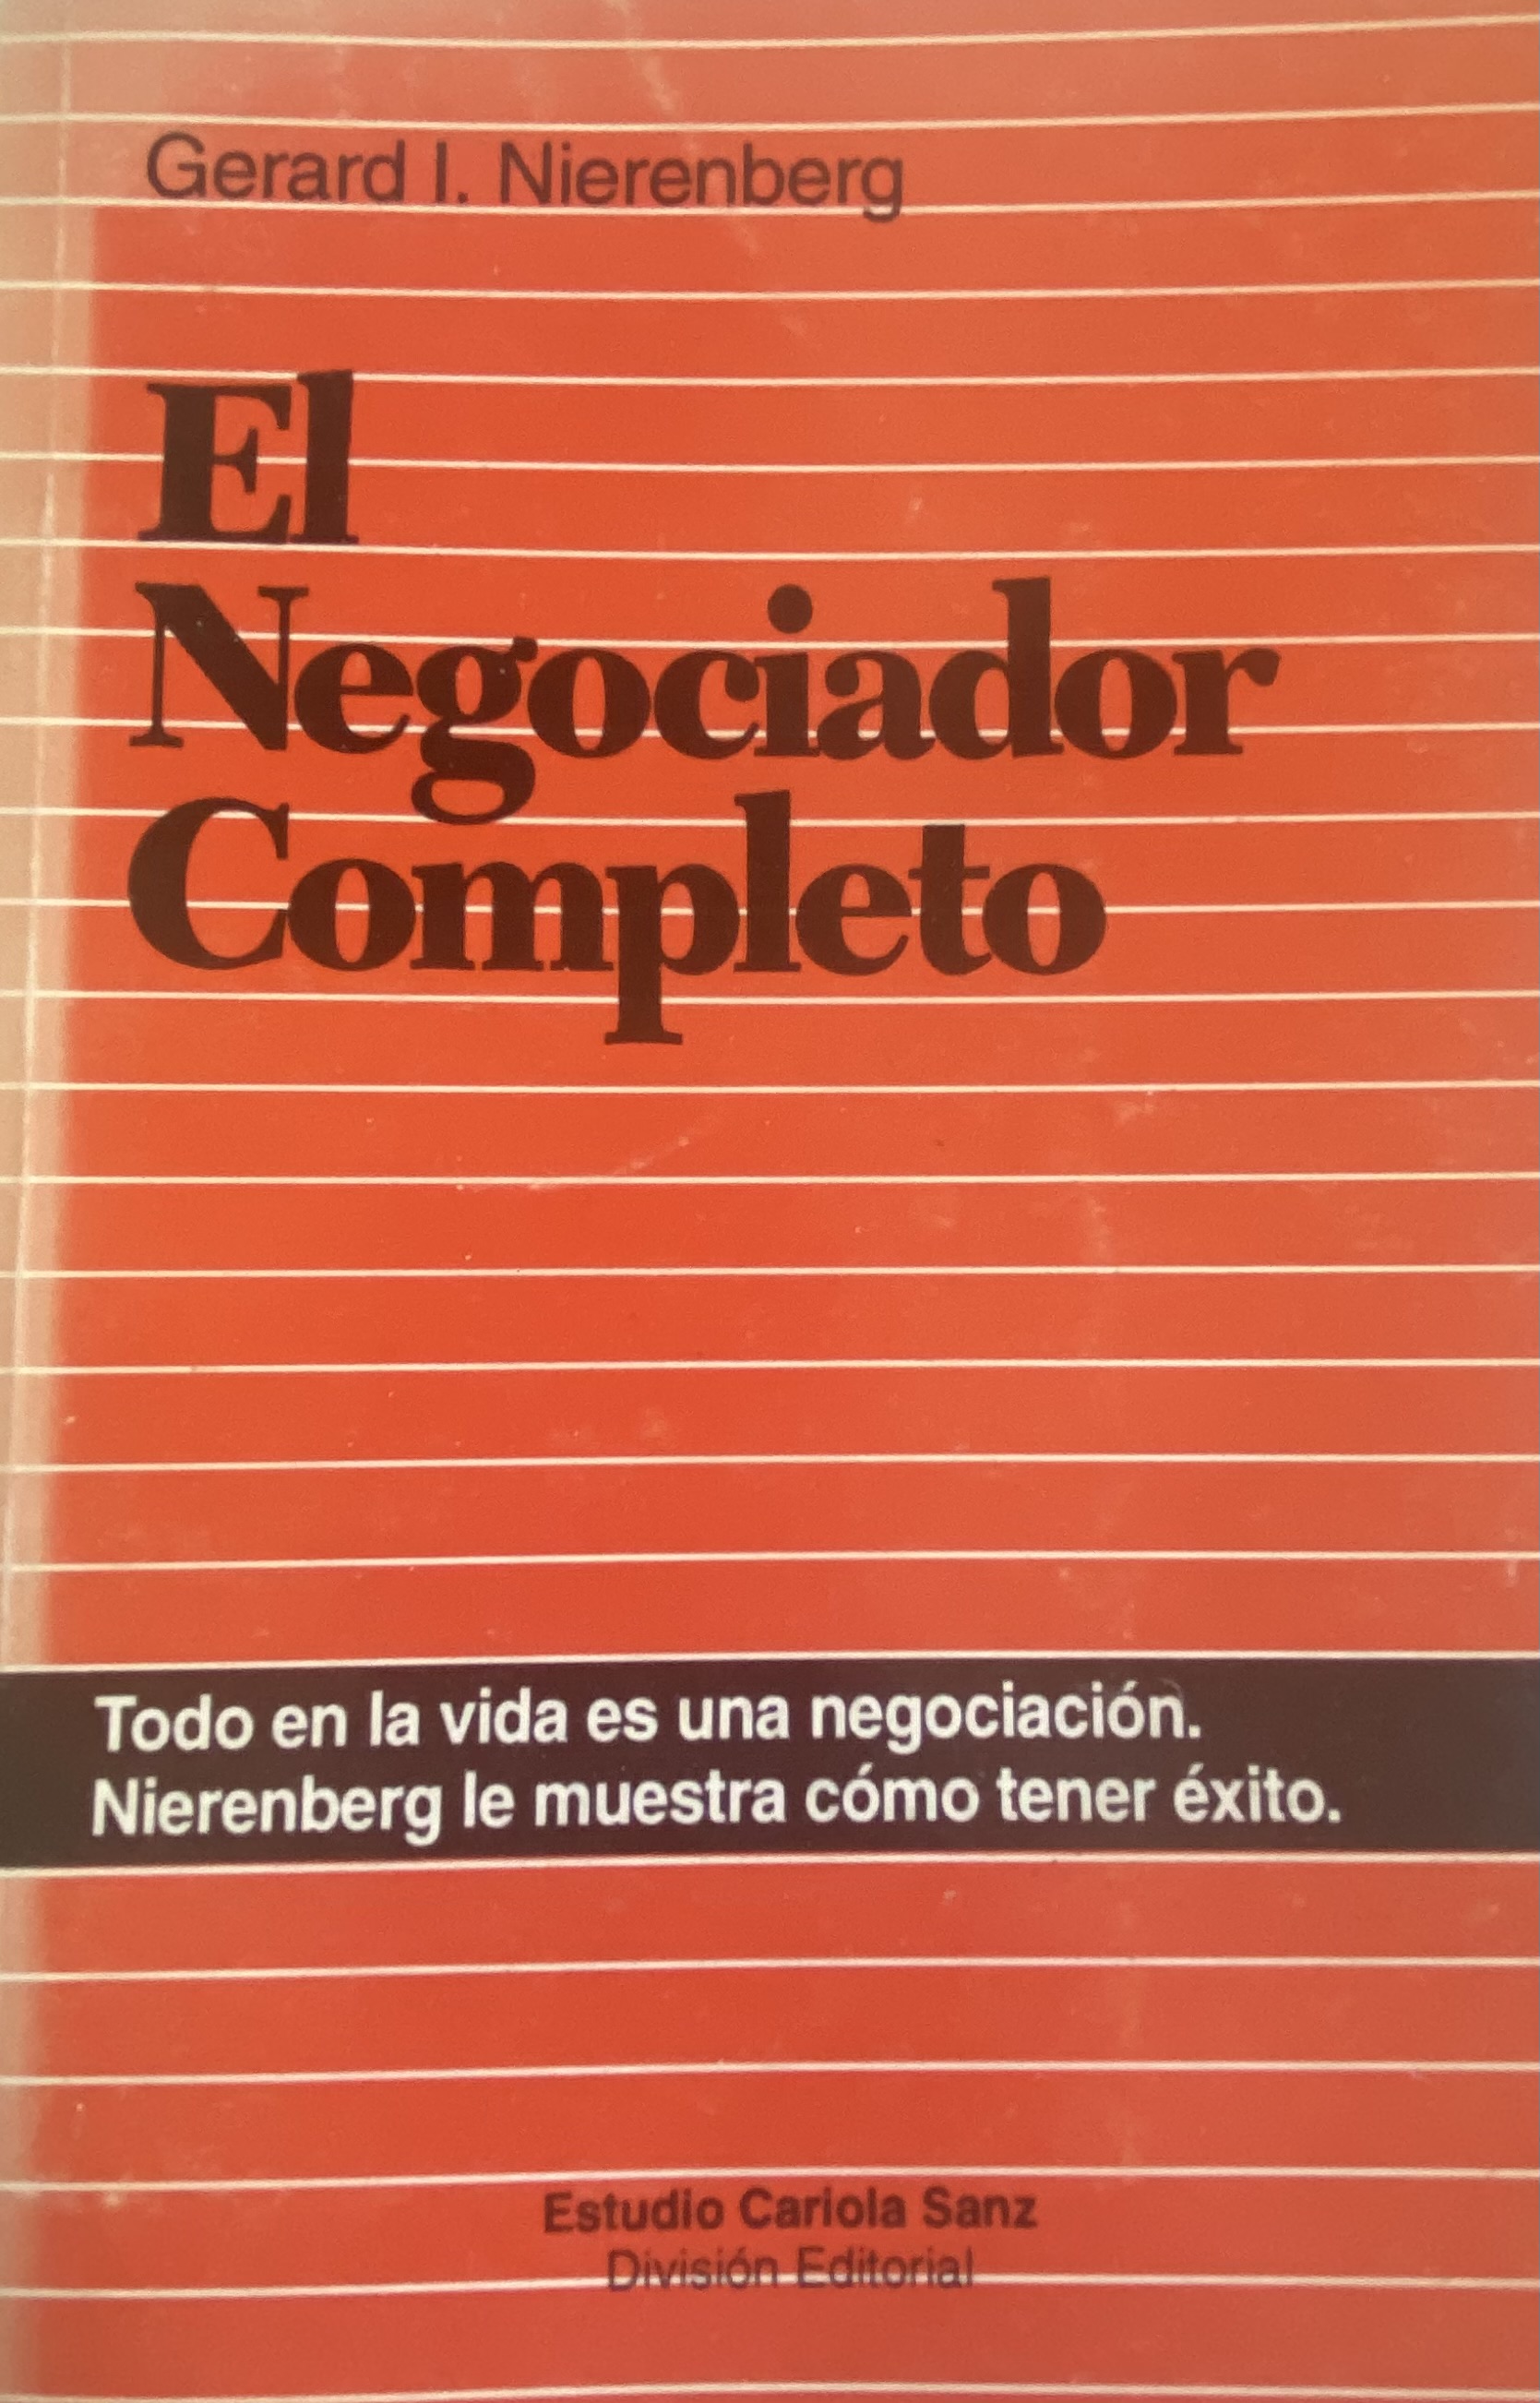 Gerard I. Nierenberg
El
Negociador
Completo
Todo en la vida es una negociación.
Nierenberg le muestra cómo tener éxito.
Estudio Cariola Sanz
División Editorial